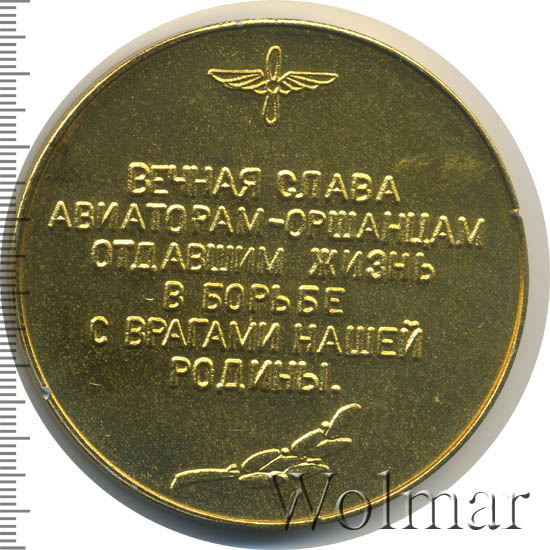 ВЕЧНАЯ СЛАВА
АВИАТОРАМ-ОРШАНЦАМ
ОТДАВШИМ ЖИЗНЬ
В БОРЬБЕ
С ВРАГАМИ НАШЕЙ
РОДИНЫ.
Wolmar